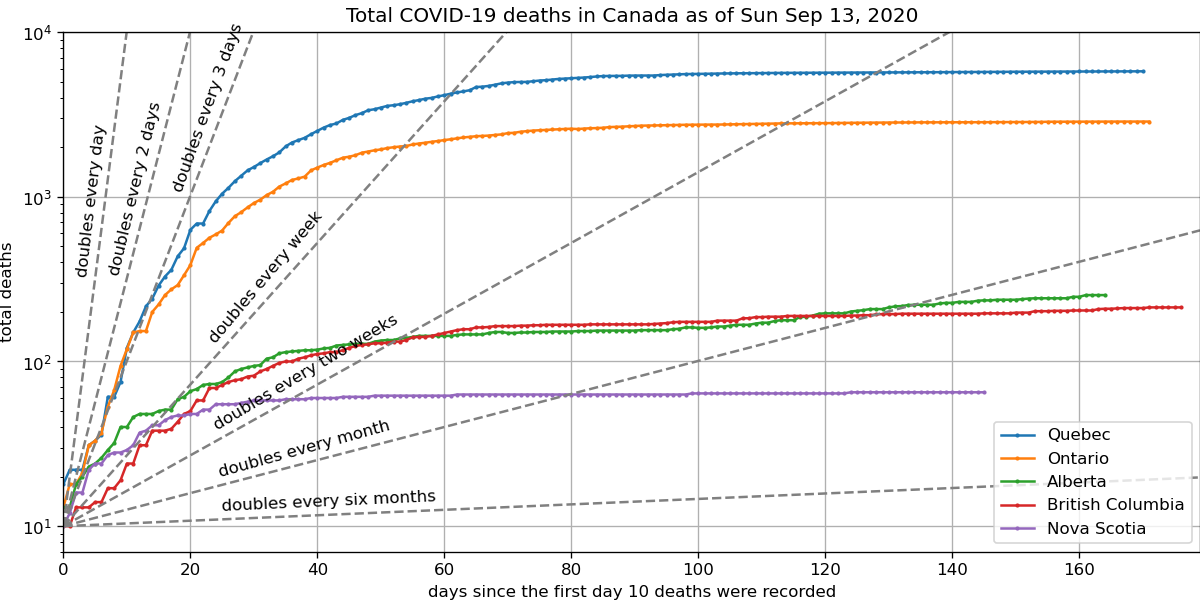 Total COVID-19 deaths in Canada as of Sun Sep 13, 2020
total deaths
10⁴
10³
10²
10¹
doubles every day
doubles every 2 days
doubles every 3 days
doubles every week
doubles every two weeks
doubles every month
doubles every six months
Quebec
Ontario
Alberta
British Columbia
Nova Scotia
0 20 40 60 80 100 120 140 160
days since the first day 10 deaths were recorded